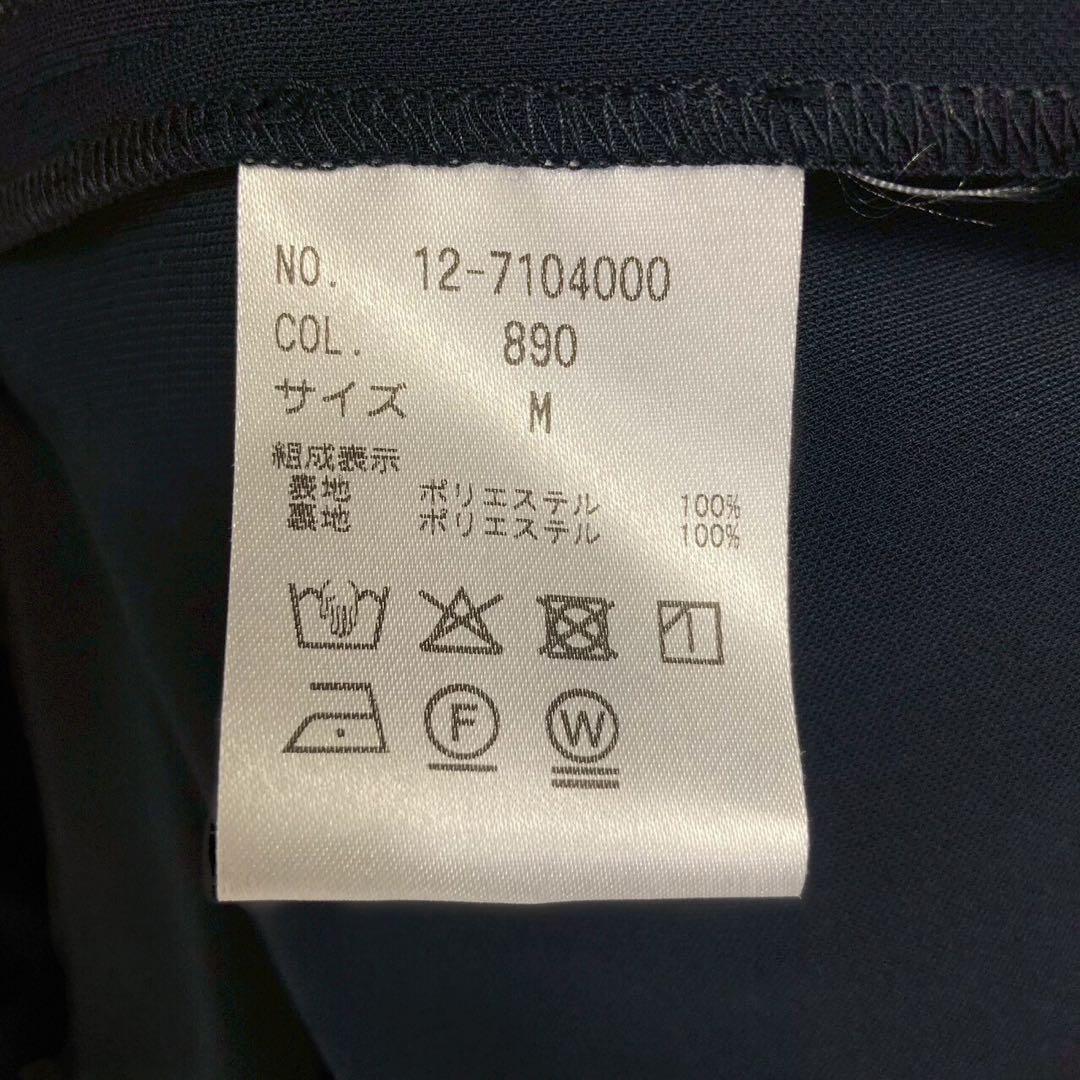 NO. 12-7104000
COL. 890
サイズ M
組成表示
表地 ポリエステル 100%
裏地 ポリエステル 100%
F W